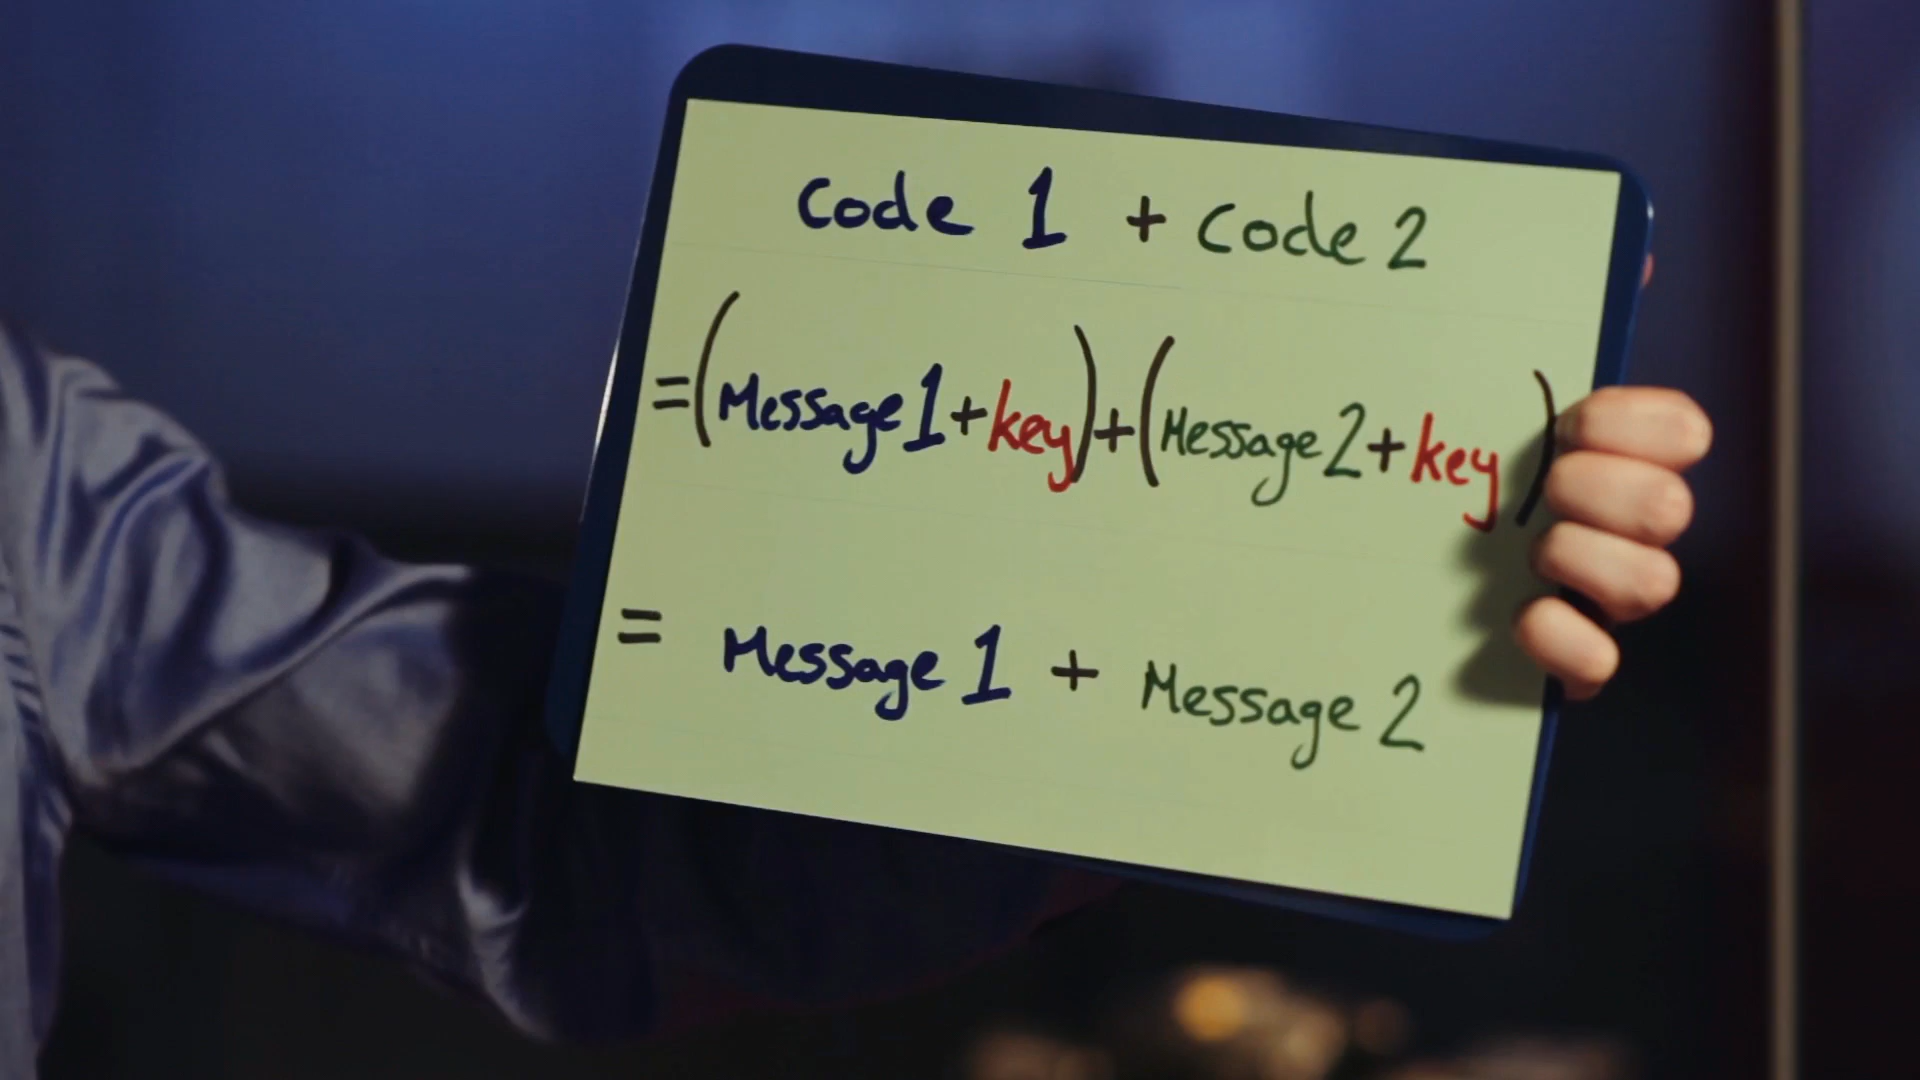 Code 1 + Code 2
=(Message 1+key)+(Message 2+key)
= Message 1 + Message 2